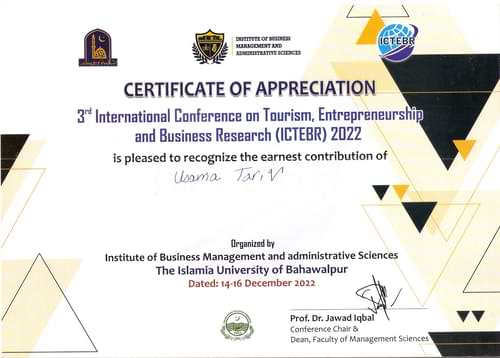 INSTITUTE OF BUSINESS
MANAGEMENT AND
ADMINISTRATIVE SCIENCES
ICTEBR
CERTIFICATE OF APPRECIATION
3rd International Conference on Tourism, Entrepreneurship
and Business Research (ICTEBR) 2022
is pleased to recognize the earnest contribution of
Usama Tariq
Organized by
Institute of Business Management and administrative Sciences
The Islamia University of Bahawalpur
Dated: 14-16 December 2022
Prof. Dr. Jawad Iqbal
Conference Chair &
Dean, Faculty of Management Sciences